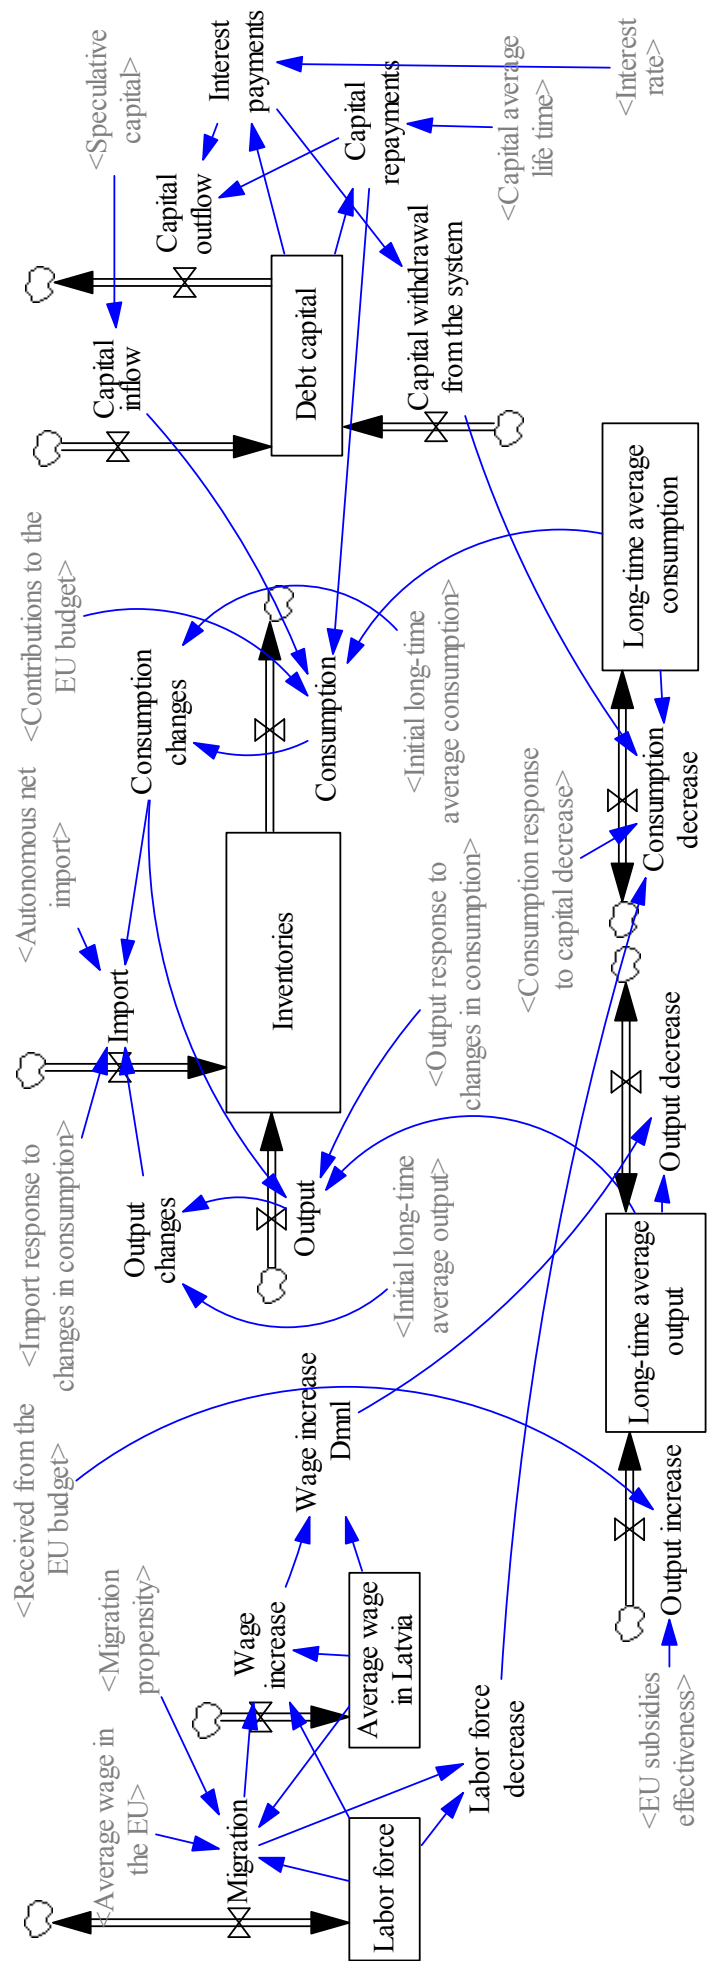 <Average wage in
the EU>
<Migration
propensity>
Migration
Labor force
Wage
increase
Average wage
in Latvia
Labor force
decrease
Wage increase
Dmnl
<Received from the
EU budget>
<EU subsidies
effectiveness>
Output increase
Long-time average
output
Output decrease
<Import response to
changes in consumption>
Output
changes
Output
<Initial long-time
average output>
<Autonomous net
import>
Import
Inventories
<Output response to
changes in consumption>
<Contributions to the
EU budget>
Consumption
changes
Consumption
<Initial long-time
average consumption>
<Consumption response
to capital decrease>
Consumption
decrease
Long-time average
consumption
<Speculative
capital>
Capital
inflow
Capital
outflow
Debt capital
Capital withdrawal
from the system
Interest
payments
Capital
repayments
<Capital average
life time>
<Interest
rate>